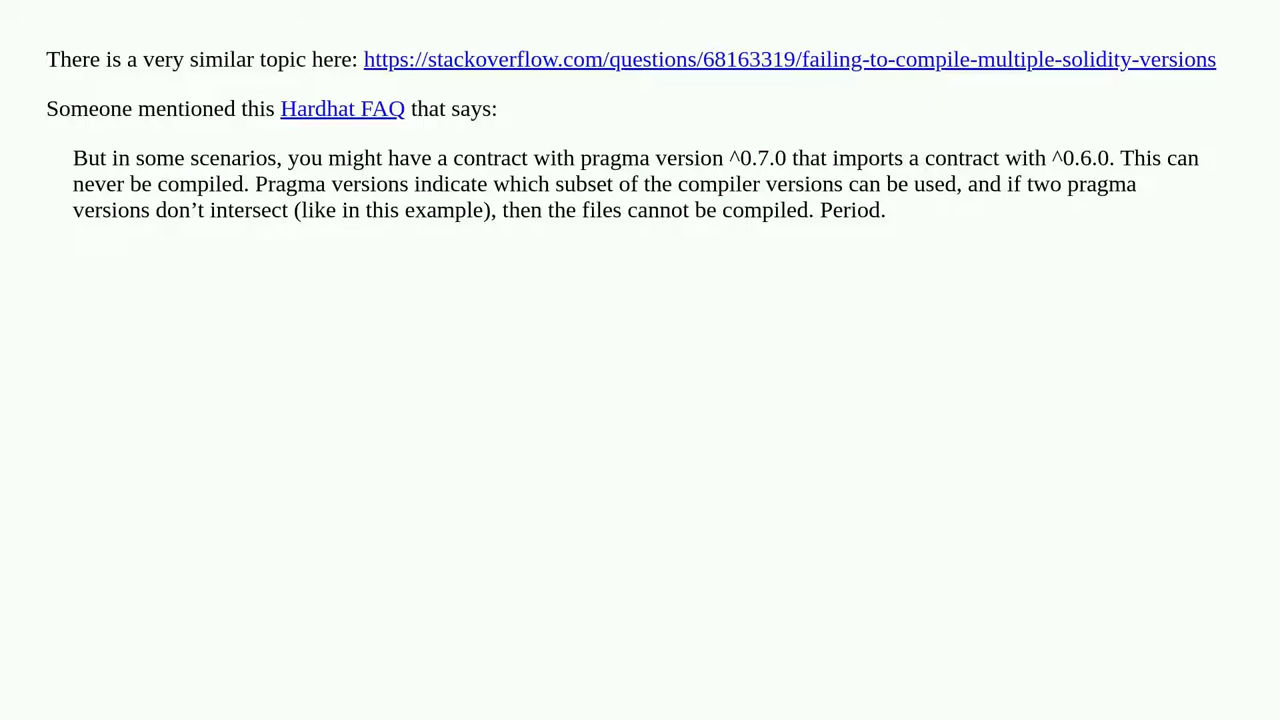 There is a very similar topic here: https://stackoverflow.com/questions/68163319/failing-to-compile-multiple-solidity-versions
Someone mentioned this Hardhat FAQ that says:
But in some scenarios, you might have a contract with pragma version ^0.7.0 that imports a contract with ^0.6.0. This can
never be compiled. Pragma versions indicate which subset of the compiler versions can be used, and if two pragma
versions don’t intersect (like in this example), then the files cannot be compiled. Period.